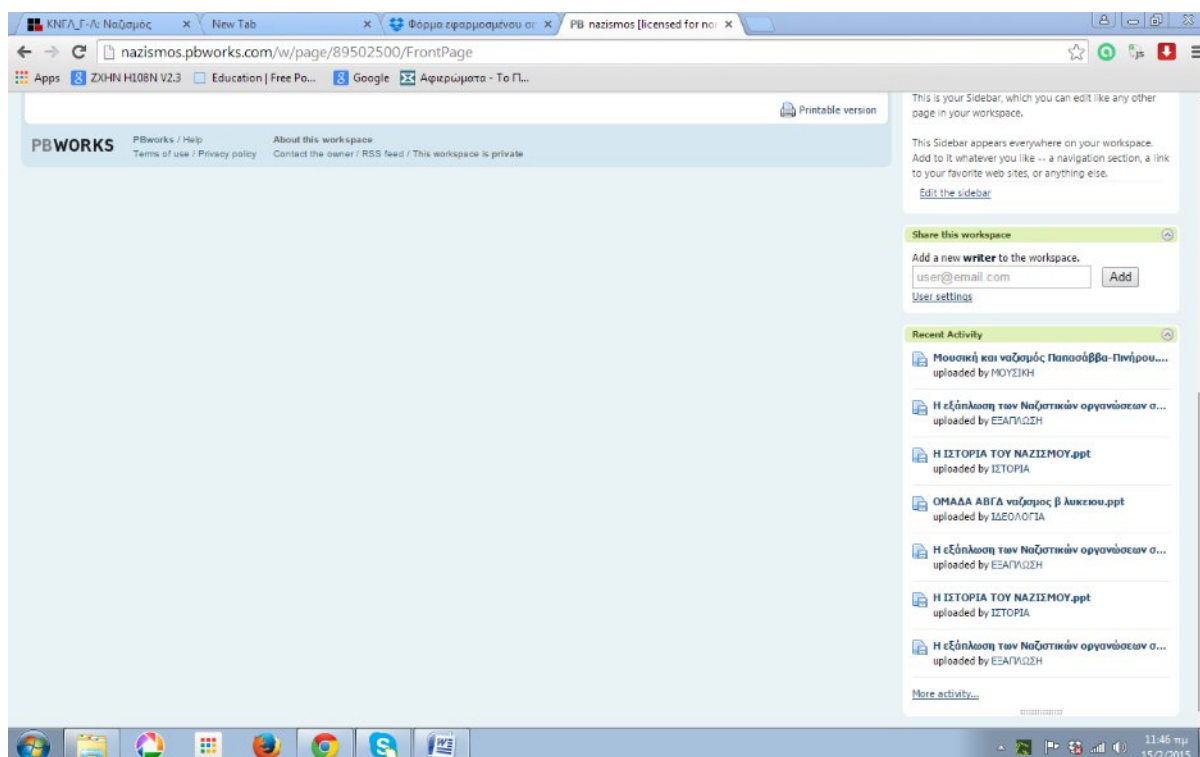 ΚΝΓΛ_Γ-Λ: Ναζισμός
New Tab
Φόρμα εφαρμοσμένου σε
PB nazismos [licensed for nor
nazismos.pbworks.com/w/page/89502500/FrontPage
Apps
ZXHN H108N V2.3
Education | Free Po...
Google
Αφιερώματα - Το Π...
Printable version
PBWORKS
PBworks / Help
Terms of use / Privacy policy
About this workspace
Contact the owner / RSS feed / This workspace is private
This is your Sidebar, which you can edit like any other
page in your workspace.
This Sidebar appears everywhere on your workspace.
Add to it whatever you like -- a navigation section, a link
to your favorite web sites, or anything else.
Edit the sidebar
Share this workspace
Add a new writer to the workspace.
user@email.com
Add
User settings
Recent Activity
Μουσική και ναζισμός Παπασάββα-Πινήρου....
uploaded by ΜΟΥΣΙΚΗ
Η εξάπλωση των Ναζιστικών οργανώσεων σ...
uploaded by ΕΞΑΠΛΩΣΗ
Η ΙΣΤΟΡΙΑ ΤΟΥ ΝΑΖΙΣΜΟΥ.ppt
uploaded by ΙΣΤΟΡΙΑ
ΟΜΑΔΑ ΑΒΓΔ ναζισμος β λυκειου.ppt
uploaded by ΙΔΕΟΛΟΓΙΑ
Η εξάπλωση των Ναζιστικών οργανώσεων σ...
uploaded by ΕΞΑΠΛΩΣΗ
Η ΙΣΤΟΡΙΑ ΤΟΥ ΝΑΖΙΣΜΟΥ.ppt
uploaded by ΙΣΤΟΡΙΑ
Η εξάπλωση των Ναζιστικών οργανώσεων σ...
uploaded by ΕΞΑΠΛΩΣΗ
More activity...
11:46 πμ
15/2/2015